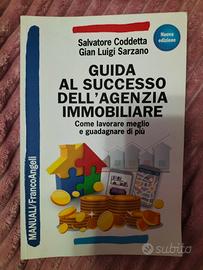 Salvatore Coddetta
Gian Luigi Sarzano
Nuova
edizione
GUIDA
AL SUCCESSO
DELL'AGENZIA
IMMOBILIARE
Come lavorare meglio
e guadagnare di più
MANUALI/FrancoAngeli
subito